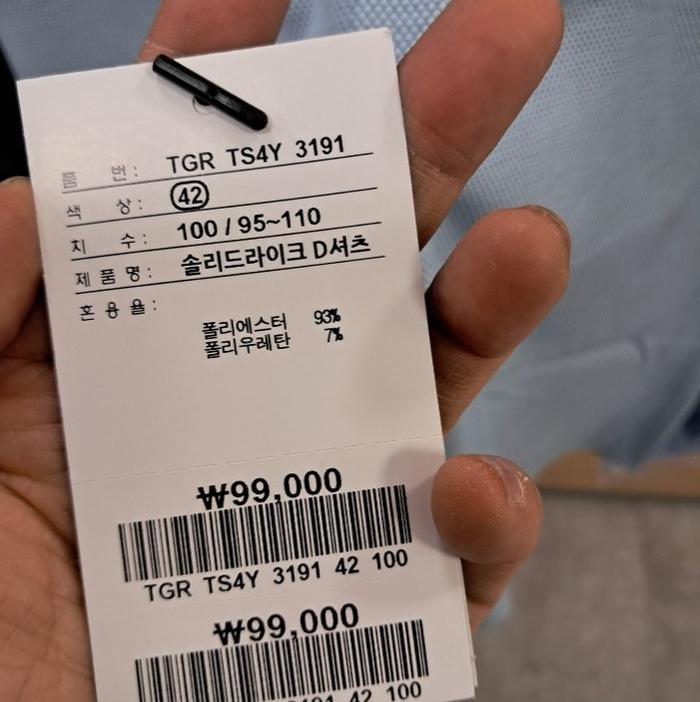 품 번 : TGR TS4Y 3191
색 상 : 42
치 수 : 100 / 95~110
제 품 명 : 솔리드라이크 D셔츠
혼 용 율 :
폴리에스터 93%
폴리우레탄 7%
₩99,000
TGR TS4Y 3191 42 100
₩99,000
42 100